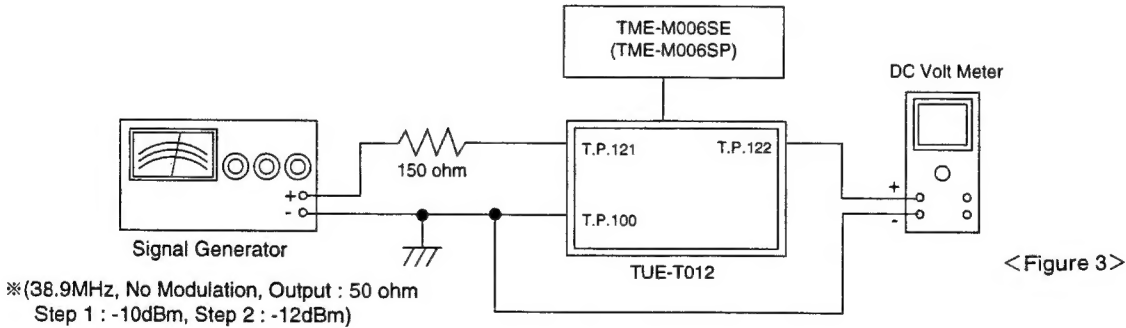 TME-M006SE
(TME-M006SP)
DC Volt Meter
T.P.121
T.P.122
150 ohm
+
-
+
-
T.P.100
Signal Generator
TUE-T012
<Figure 3>
※(38.9MHz, No Modulation, Output : 50 ohm
Step 1 : -10dBm, Step 2 : -12dBm)